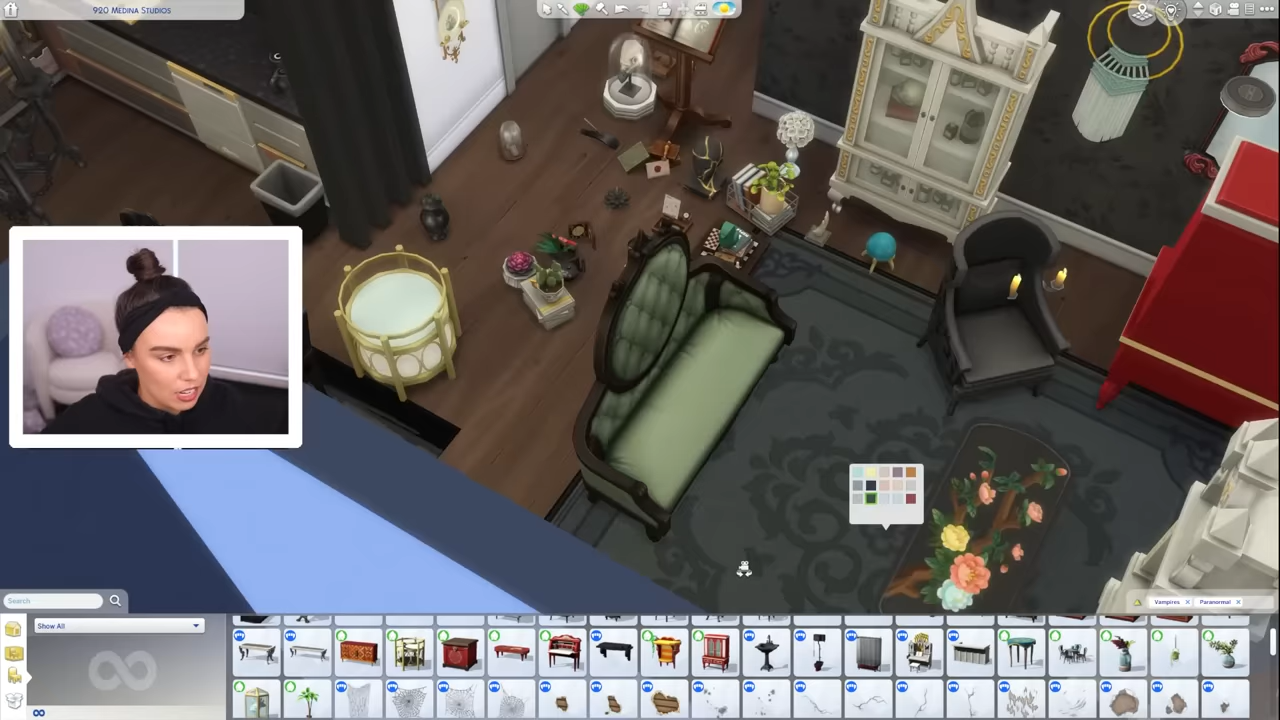 920 Medina Studios
Search
Show All
Vampires
Paranormal